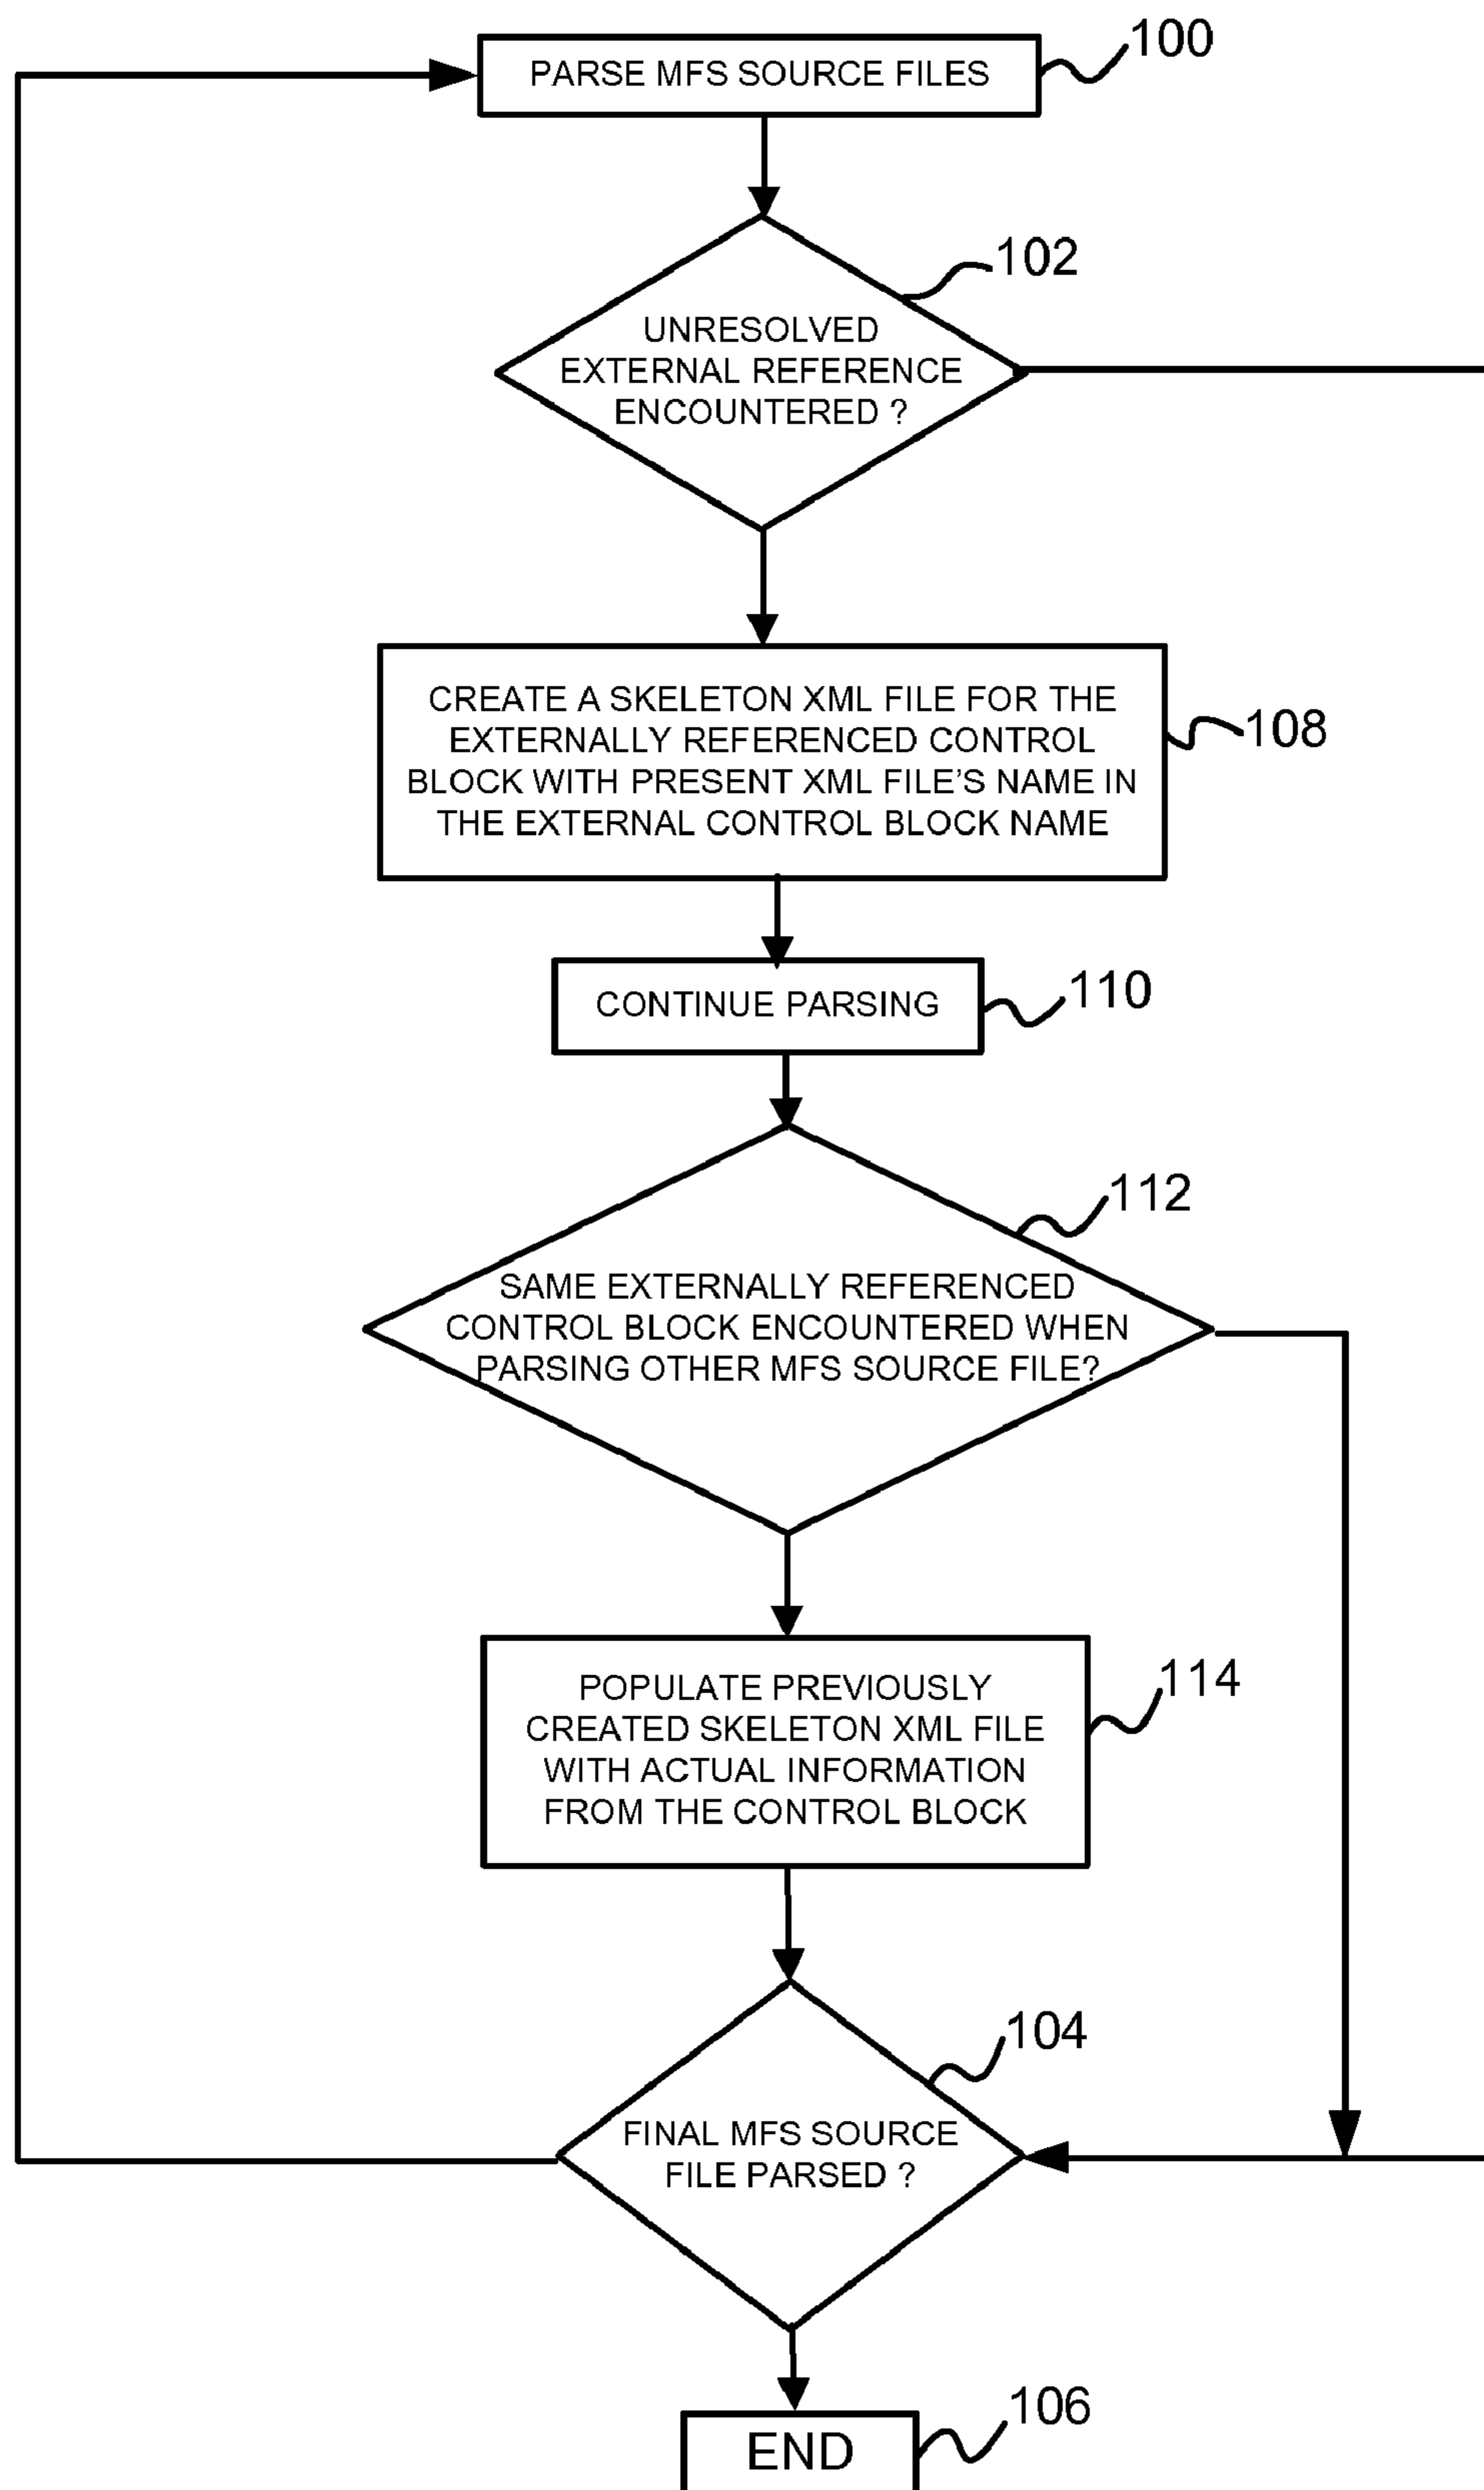 100
PARSE MFS SOURCE FILES
102
UNRESOLVED
EXTERNAL REFERENCE
ENCOUNTERED ?
CREATE A SKELETON XML FILE FOR THE
EXTERNALLY REFERENCED CONTROL
BLOCK WITH PRESENT XML FILE'S NAME IN
THE EXTERNAL CONTROL BLOCK NAME
108
CONTINUE PARSING
110
112
SAME EXTERNALLY REFERENCED
CONTROL BLOCK ENCOUNTERED WHEN
PARSING OTHER MFS SOURCE FILE?
114
POPULATE PREVIOUSLY
CREATED SKELETON XML FILE
WITH ACTUAL INFORMATION
FROM THE CONTROL BLOCK
104
FINAL MFS SOURCE
FILE PARSED ?
106
END